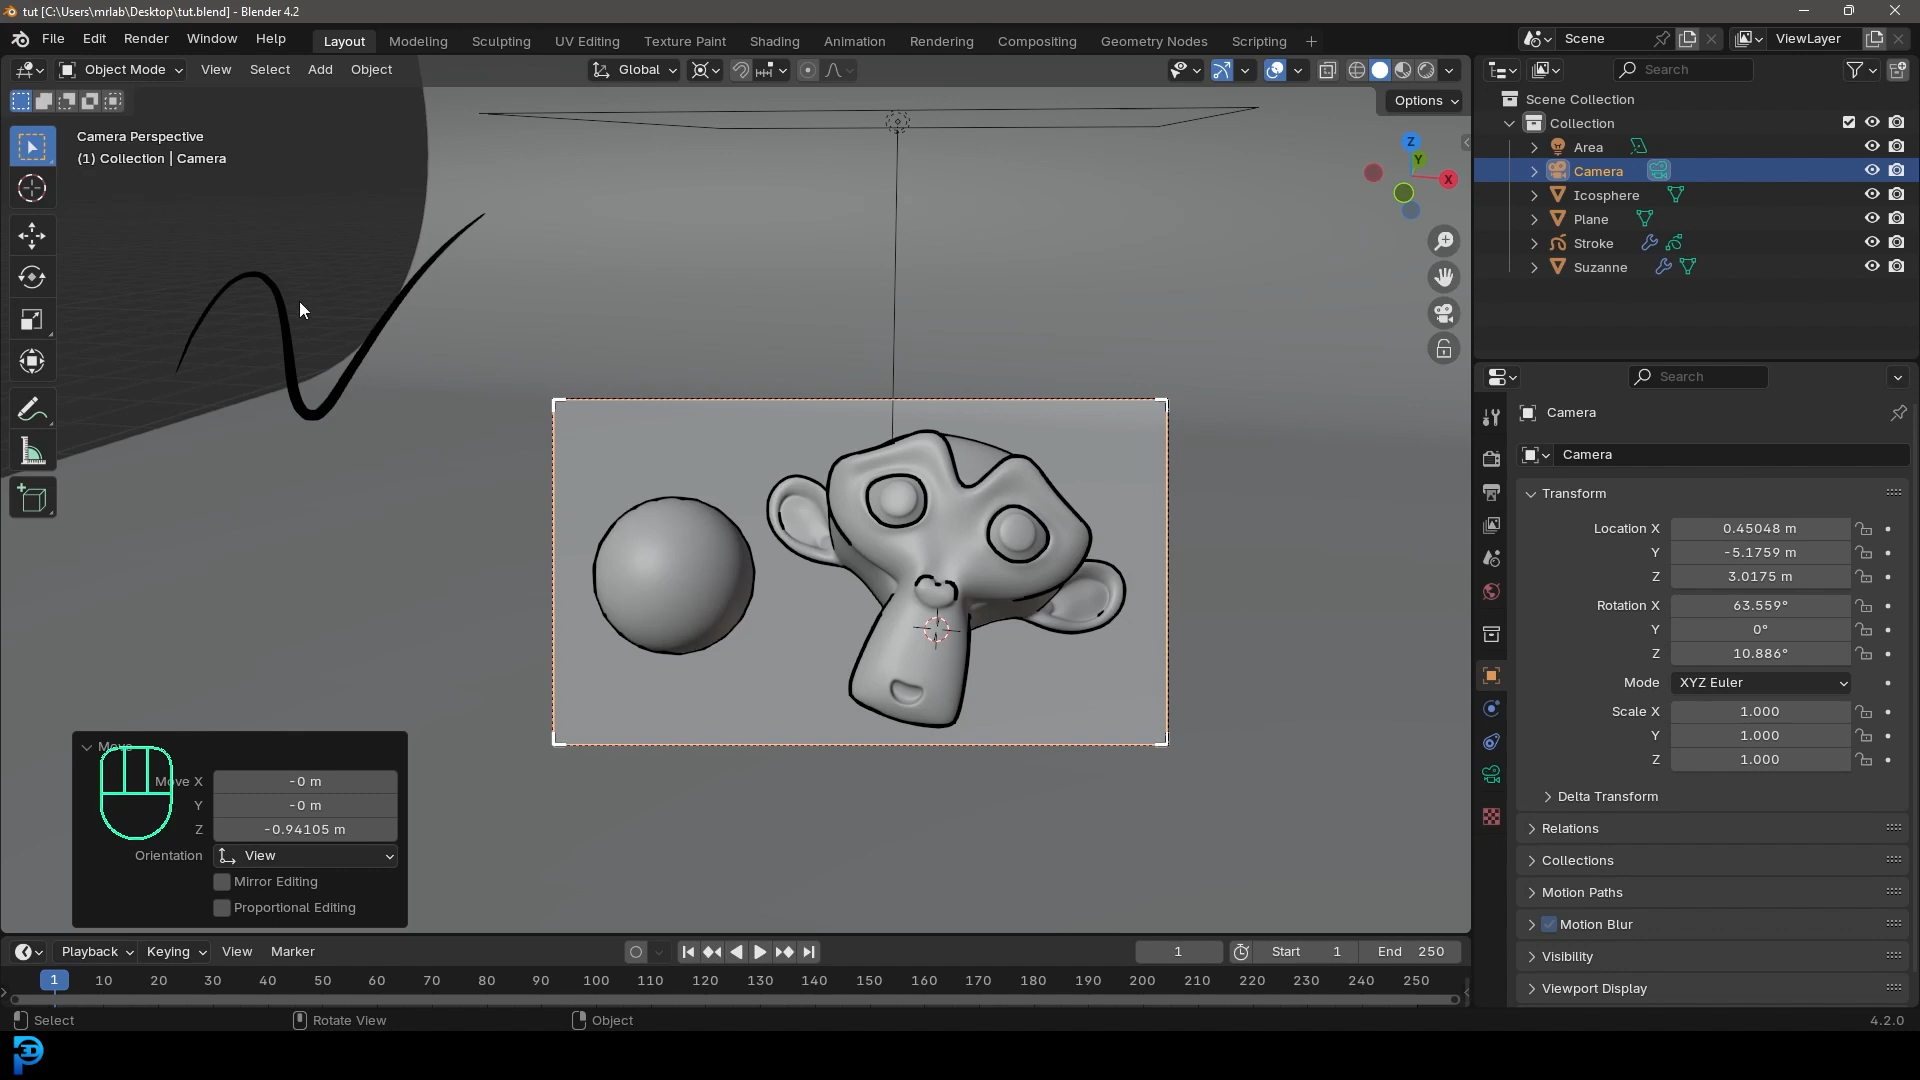 tut [C:\Users\mrlab\Desktop\tut.blend] - Blender 4.2
File Edit Render Window Help
Layout Modeling Sculpting UV Editing Texture Paint Shading Animation Rendering Compositing Geometry Nodes Scripting +
Scene
ViewLayer
Object Mode View Select Add Object
Global
Search
Options
Camera Perspective
(1) Collection | Camera
Z
Y
X
Scene Collection
Collection
Area
Camera
Icosphere
Plane
Stroke
Suzanne
Search
Camera
Camera
Transform
Location X 0.45048 m
Y -5.1759 m
Z 3.0175 m
Rotation X 63.559°
Y 0°
Z 10.886°
Mode XYZ Euler
Scale X 1.000
Y 1.000
Z 1.000
Delta Transform
Relations
Collections
Motion Paths
Motion Blur
Visibility
Viewport Display
Move
Move X -0 m
Y -0 m
Z -0.94105 m
Orientation View
Mirror Editing
Proportional Editing
Playback Keying View Marker
1 Start 1 End 250
1 10 20 30 40 50 60 70 80 90 100 110 120 130 140 150 160 170 180 190 200 210 220 230 240 250
Select Rotate View Object 4.2.0